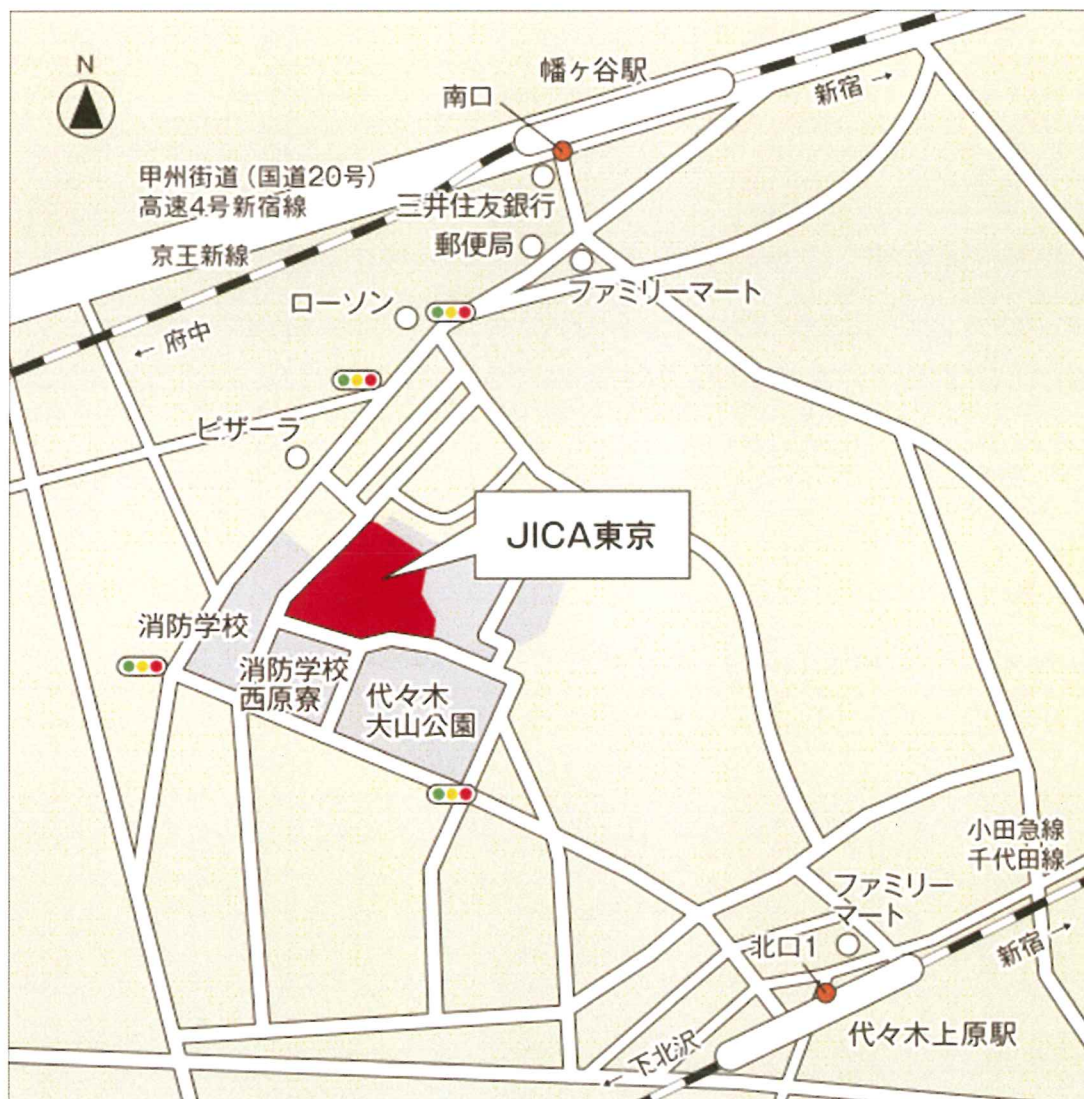 N
幡ヶ谷駅
南口
新宿 →
甲州街道（国道20号）
高速4号新宿線
三井住友銀行
京王新線
郵便局
ローソン
ファミリーマート
← 府中
ピザーラ
JICA東京
消防学校
消防学校
西原寮
代々木
大山公園
小田急線
千代田線
ファミリー
マート
北口1
新宿 →
代々木上原駅
← 下北沢